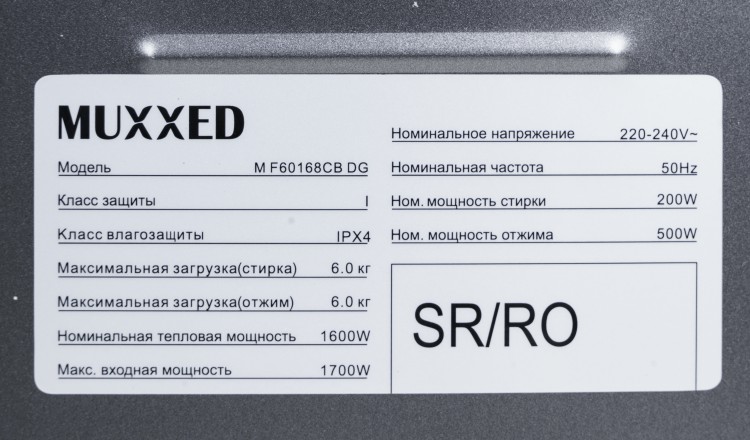 MUXXED
Модель M F60168CB DG
Класс защиты I
Класс влагозащиты IPX4
Максимальная загрузка(стирка) 6.0 кг
Максимальная загрузка(отжим) 6.0 кг
Номинальная тепловая мощность 1600W
Макс. входная мощность 1700W
Номинальное напряжение 220-240V~
Номинальная частота 50Hz
Ном. мощность стирки 200W
Ном. мощность отжима 500W
SR/RO